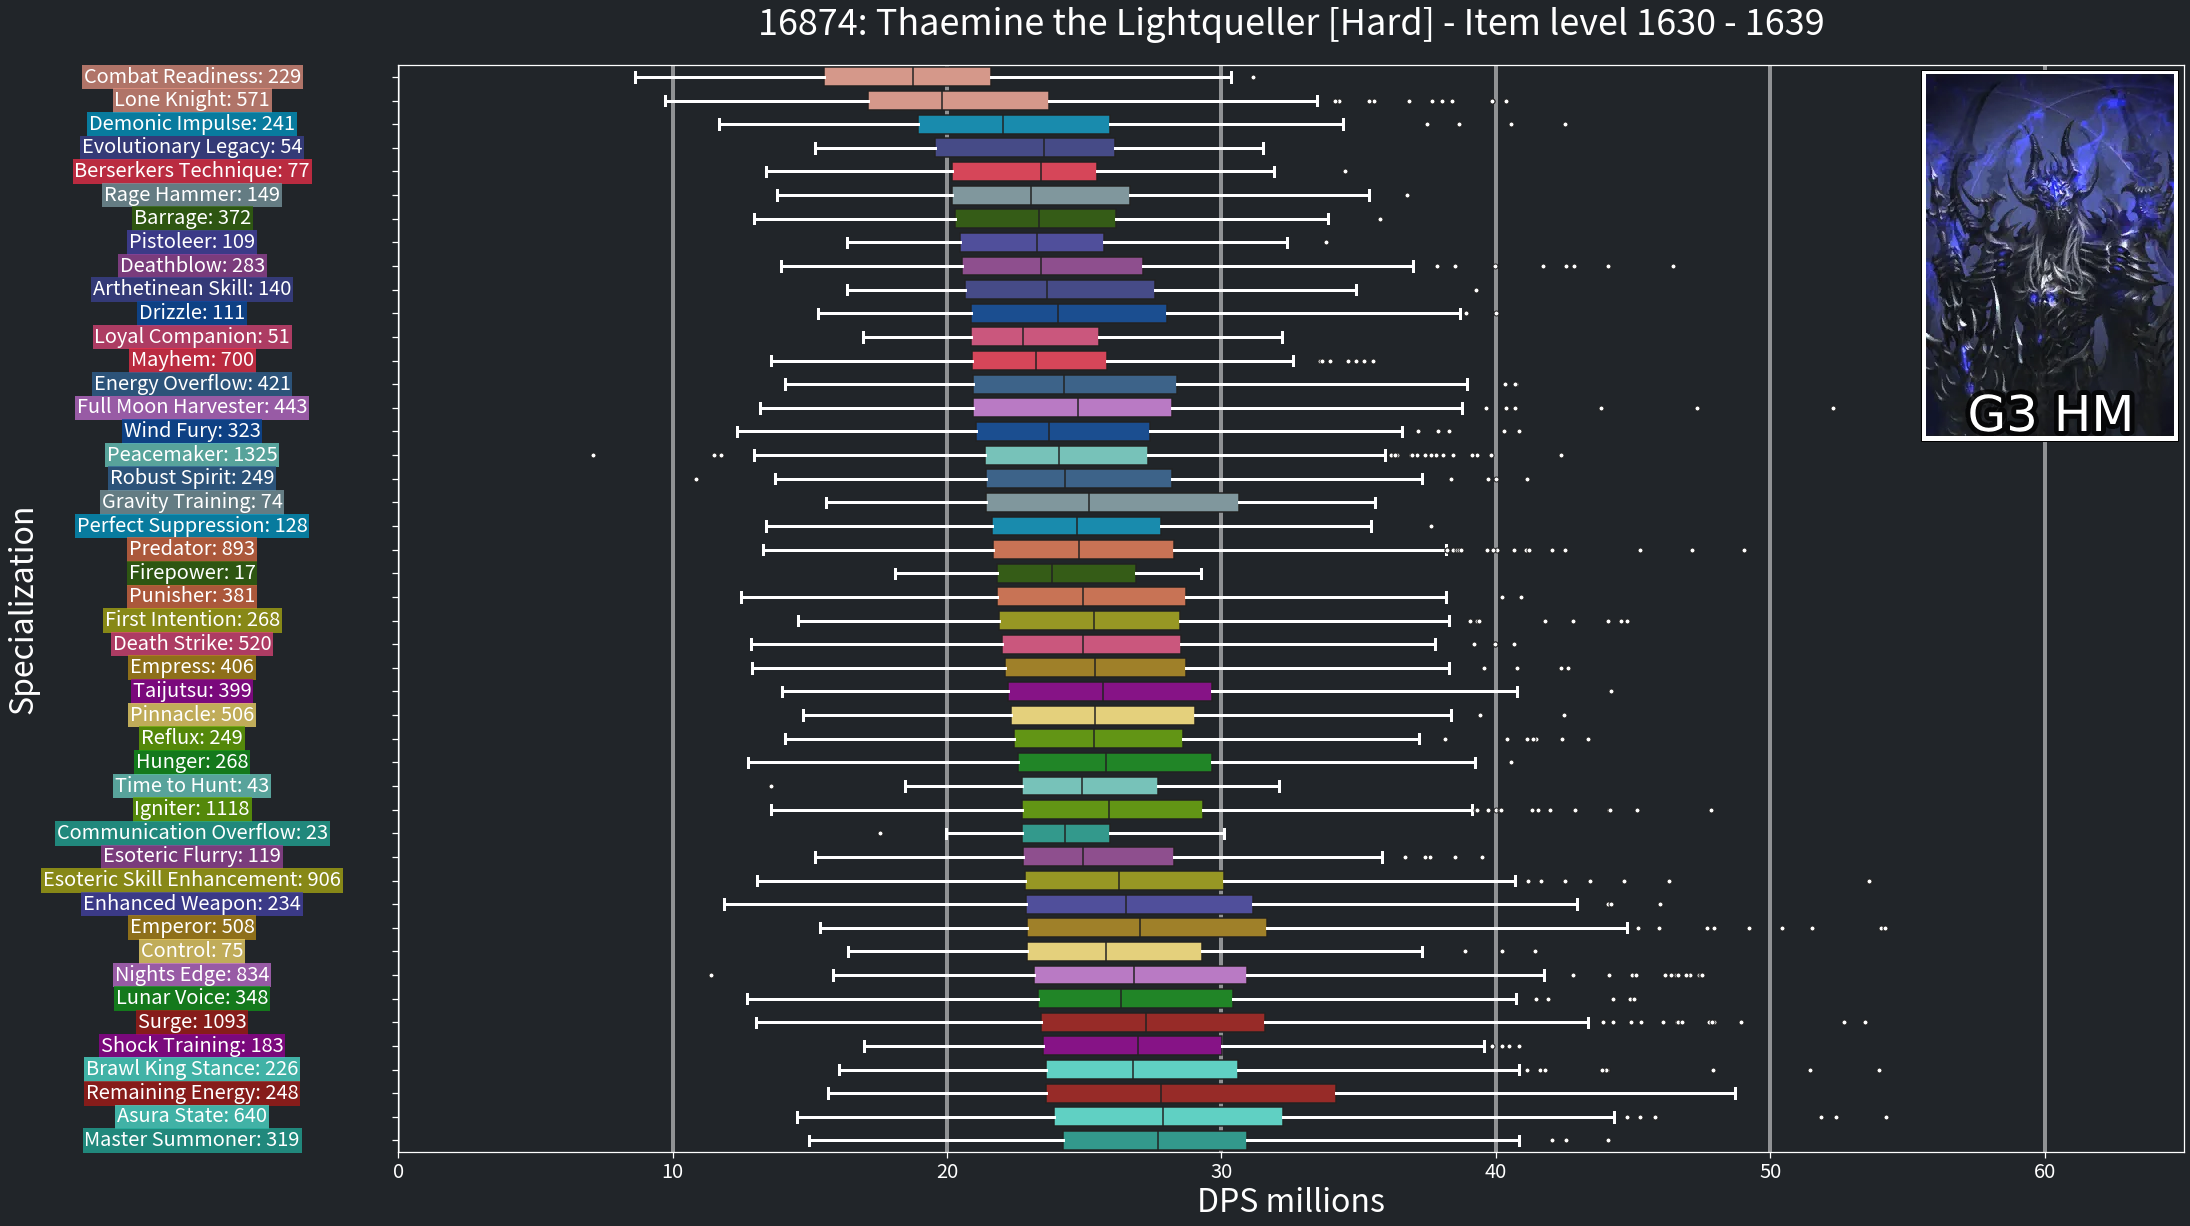 16874: Thaemine the Lightqueller [Hard] - Item level 1630 - 1639
Specialization
Combat Readiness: 229
Lone Knight: 571
Demonic Impulse: 241
Evolutionary Legacy: 54
Berserkers Technique: 77
Rage Hammer: 149
Barrage: 372
Pistoleer: 109
Deathblow: 283
Arthetinean Skill: 140
Drizzle: 111
Loyal Companion: 51
Mayhem: 700
Energy Overflow: 421
Full Moon Harvester: 443
Wind Fury: 323
Peacemaker: 1325
Robust Spirit: 249
Gravity Training: 74
Perfect Suppression: 128
Predator: 893
Firepower: 17
Punisher: 381
First Intention: 268
Death Strike: 520
Empress: 406
Taijutsu: 399
Pinnacle: 506
Reflux: 249
Hunger: 268
Time to Hunt: 43
Igniter: 1118
Communication Overflow: 23
Esoteric Flurry: 119
Esoteric Skill Enhancement: 906
Enhanced Weapon: 234
Emperor: 508
Control: 75
Nights Edge: 834
Lunar Voice: 348
Surge: 1093
Shock Training: 183
Brawl King Stance: 226
Remaining Energy: 248
Asura State: 640
Master Summoner: 319
G3 HM
0 10 20 30 40 50 60
DPS millions